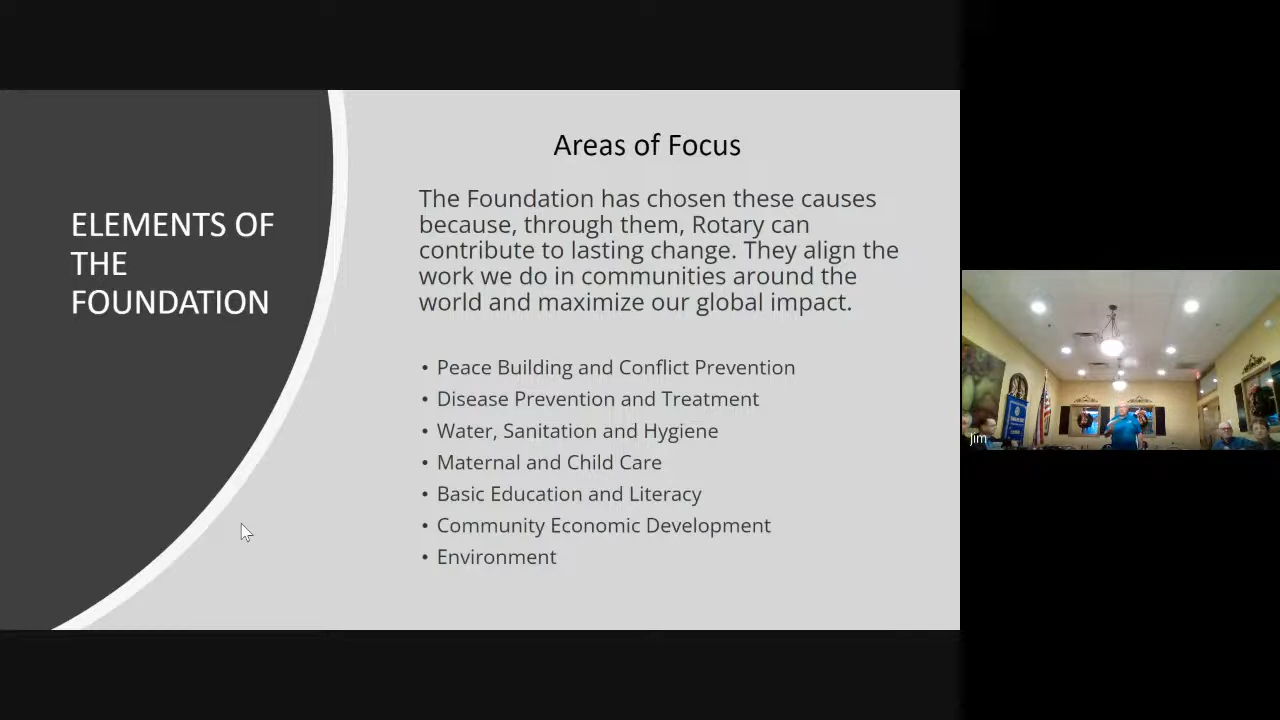 ELEMENTS OF
THE
FOUNDATION
Areas of Focus
The Foundation has chosen these causes
because, through them, Rotary can
contribute to lasting change. They align the
work we do in communities around the
world and maximize our global impact.
• Peace Building and Conflict Prevention
• Disease Prevention and Treatment
• Water, Sanitation and Hygiene
• Maternal and Child Care
• Basic Education and Literacy
• Community Economic Development
• Environment
Jim